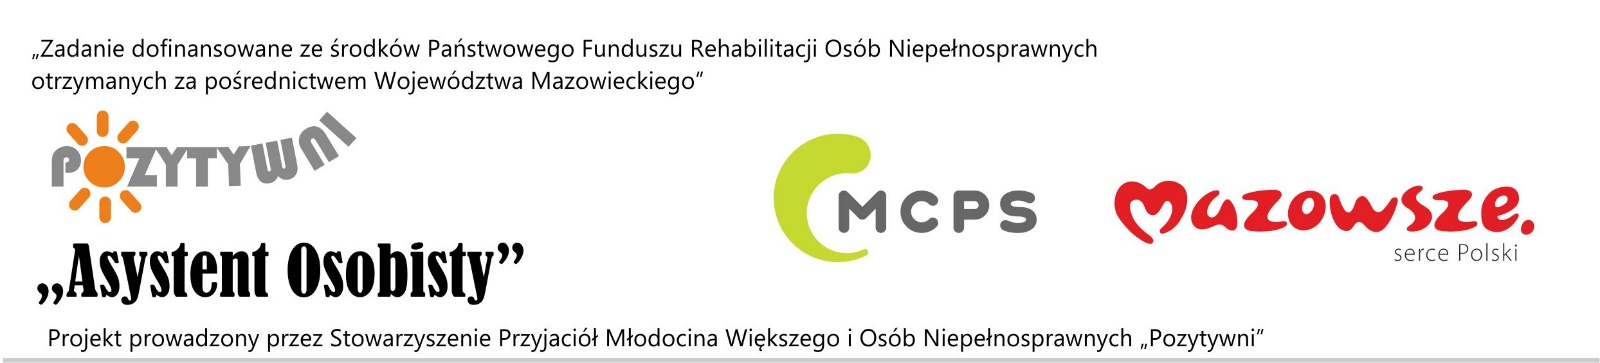 „Zadanie dofinansowane ze środków Państwowego Funduszu Rehabilitacji Osób Niepełnosprawnych
otrzymanych za pośrednictwem Województwa Mazowieckiego”
POZYTYWNI
MCPS
Mazowsze.
serce Polski
„Asystent Osobisty”
Projekt prowadzony przez Stowarzyszenie Przyjaciół Młodocina Większego i Osób Niepełnosprawnych „Pozytywni”